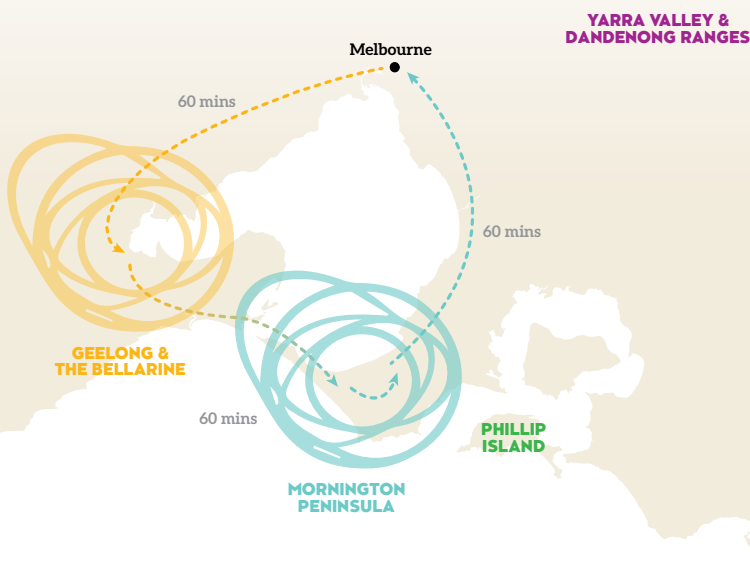 YARRA VALLEY &
DANDENONG RANGES
Melbourne
60 mins
60 mins
GEELONG &
THE BELLARINE
60 mins
PHILLIP
ISLAND
MORNINGTON
PENINSULA